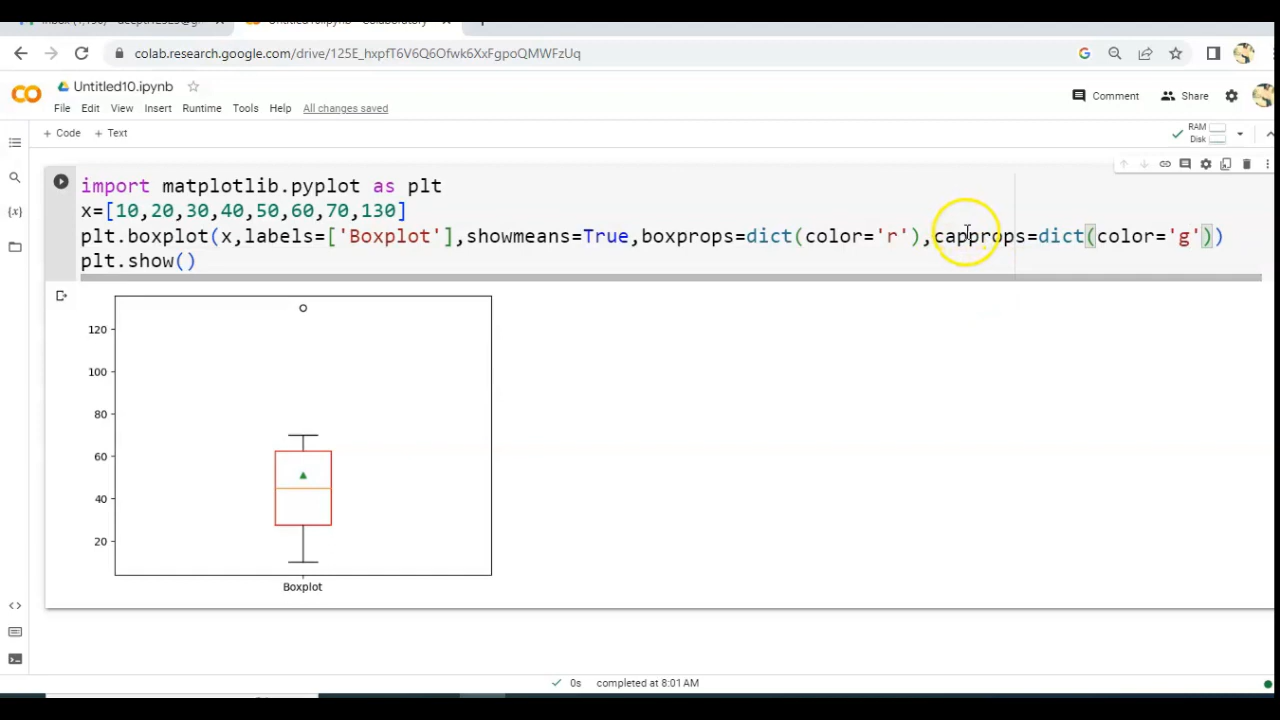 colab.research.google.com/drive/125E_hxpfT6V6Q6Ofwk6XxFgpoQMWFzUq
Untitled10.ipynb
File Edit View Insert Runtime Tools Help All changes saved
Comment Share
+ Code + Text
RAM
Disk
import matplotlib.pyplot as plt
x=[10,20,30,40,50,60,70,130]
plt.boxplot(x,labels=['Boxplot'],showmeans=True,boxprops=dict(color='r'),capprops=dict(color='g'))
plt.show()
120
100
80
60
40
20
Boxplot
0s completed at 8:01 AM